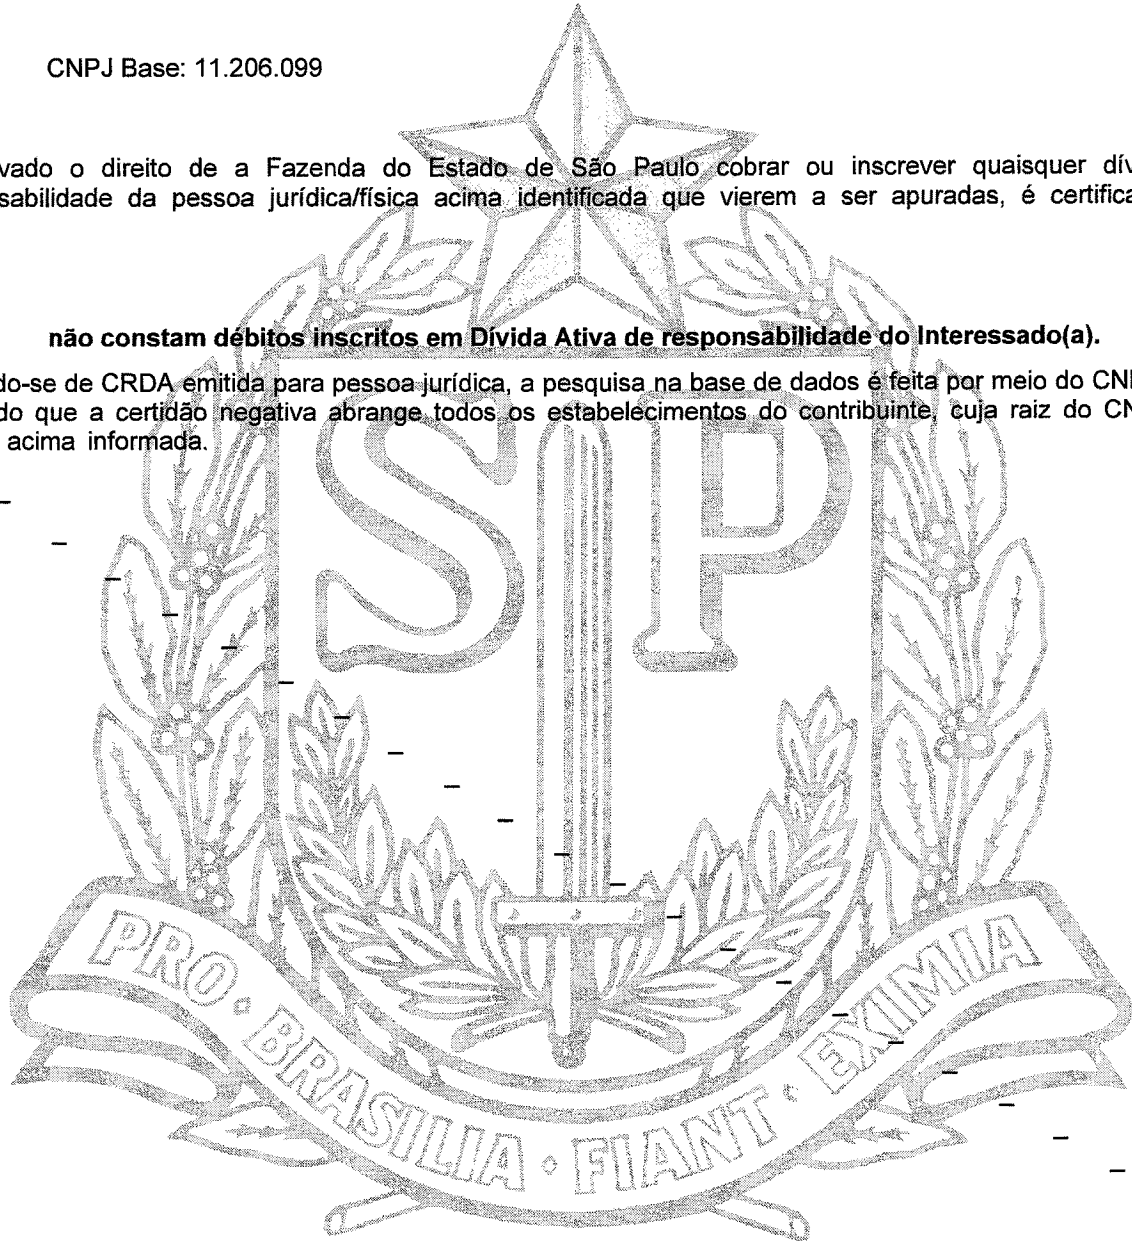 CNPJ Base: 11.206.099
vado o direito de a Fazenda do Estado de São Paulo cobrar ou inscrever quaisquer dív
sabilidade da pessoa jurídica/física acima identificada que vierem a ser apuradas, é certifica
não constam débitos inscritos em Dívida Ativa de responsabilidade do Interessado(a).
do-se de CRDA emitida para pessoa jurídica, a pesquisa na base de dados é feita por meio do CN
do que a certidão negativa abrange todos os estabelecimentos do contribuinte, cuja raiz do CN
acima informada.
SP
PRO · BRASILIA · FIANT · EXIMIA